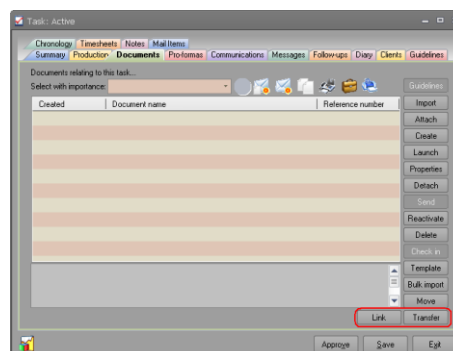 Task: Active
Chronology Timesheets Notes Mail Items
Summary Production Documents Pro-formas Communications Messages Follow-ups Diary Clients Guidelines
Documents relating to this task...
Select with importance: Guidelines
Created Document name Reference number Import
Attach
Create
Launch
Properties
Detach
Send
Reactivate
Delete
Check in
Template
Bulk import
Move
Link Transfer
Approve Save Exit